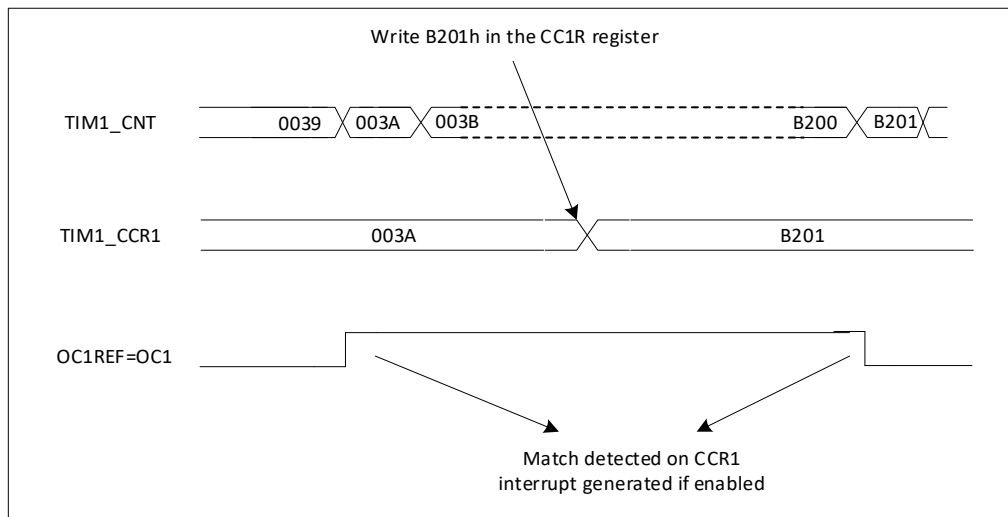 Write B201h in the CC1R register
TIM1_CNT
0039
003A
003B
B200
B201
TIM1_CCR1
003A
B201
OC1REF=OC1
Match detected on CCR1
interrupt generated if enabled